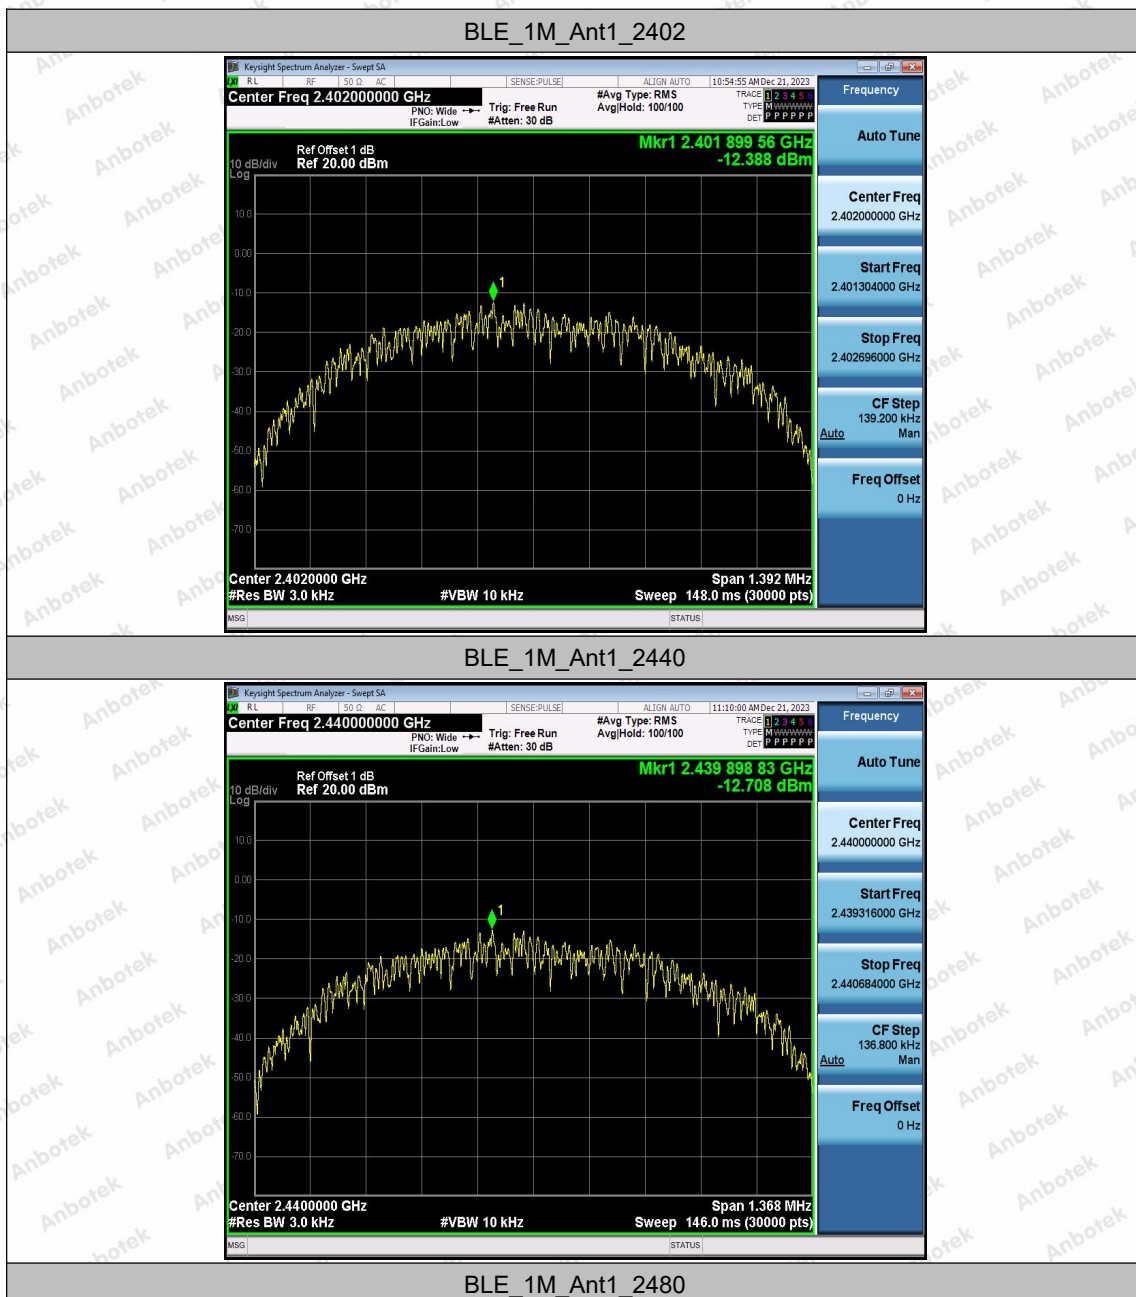 BLE_1M_Ant1_2402
Keysight Spectrum Analyzer - Swept SA
RL RF 50 Ω AC SENSE:PULSE ALIGN AUTO 10:54:55 AM Dec 21, 2023
Center Freq 2.402000000 GHz
PNO: Wide
IFGain:Low
Trig: Free Run
#Atten: 30 dB
#Avg Type: RMS
Avg|Hold: 100/100
TRACE 1 2 3 4 5 6
TYPE M W W W W W
DET P P P P P P
Mkr1 2.401 899 56 GHz
-12.388 dBm
Ref Offset 1 dB
10 dB/div Ref 20.00 dBm
Log
10.0
0.00
-10.0
-20.0
-30.0
-40.0
-50.0
-60.0
-70.0
1
Center 2.4020000 GHz Span 1.392 MHz
#Res BW 3.0 kHz #VBW 10 kHz Sweep 148.0 ms (30000 pts)
MSG STATUS
Frequency
Auto Tune
Center Freq
2.402000000 GHz
Start Freq
2.401304000 GHz
Stop Freq
2.402696000 GHz
CF Step
139.200 kHz
Auto Man
Freq Offset
0 Hz
BLE_1M_Ant1_2440
Keysight Spectrum Analyzer - Swept SA
RL RF 50 Ω AC SENSE:PULSE ALIGN AUTO 11:10:00 AM Dec 21, 2023
Center Freq 2.440000000 GHz
PNO: Wide
IFGain:Low
Trig: Free Run
#Atten: 30 dB
#Avg Type: RMS
Avg|Hold: 100/100
TRACE 1 2 3 4 5 6
TYPE M W W W W W
DET P P P P P P
Mkr1 2.439 898 83 GHz
-12.708 dBm
Ref Offset 1 dB
10 dB/div Ref 20.00 dBm
Log
10.0
0.00
-10.0
-20.0
-30.0
-40.0
-50.0
-60.0
-70.0
1
Center 2.4400000 GHz Span 1.368 MHz
#Res BW 3.0 kHz #VBW 10 kHz Sweep 146.0 ms (30000 pts)
MSG STATUS
Frequency
Auto Tune
Center Freq
2.440000000 GHz
Start Freq
2.439316000 GHz
Stop Freq
2.440684000 GHz
CF Step
136.800 kHz
Auto Man
Freq Offset
0 Hz
BLE_1M_Ant1_2480
Anbotek